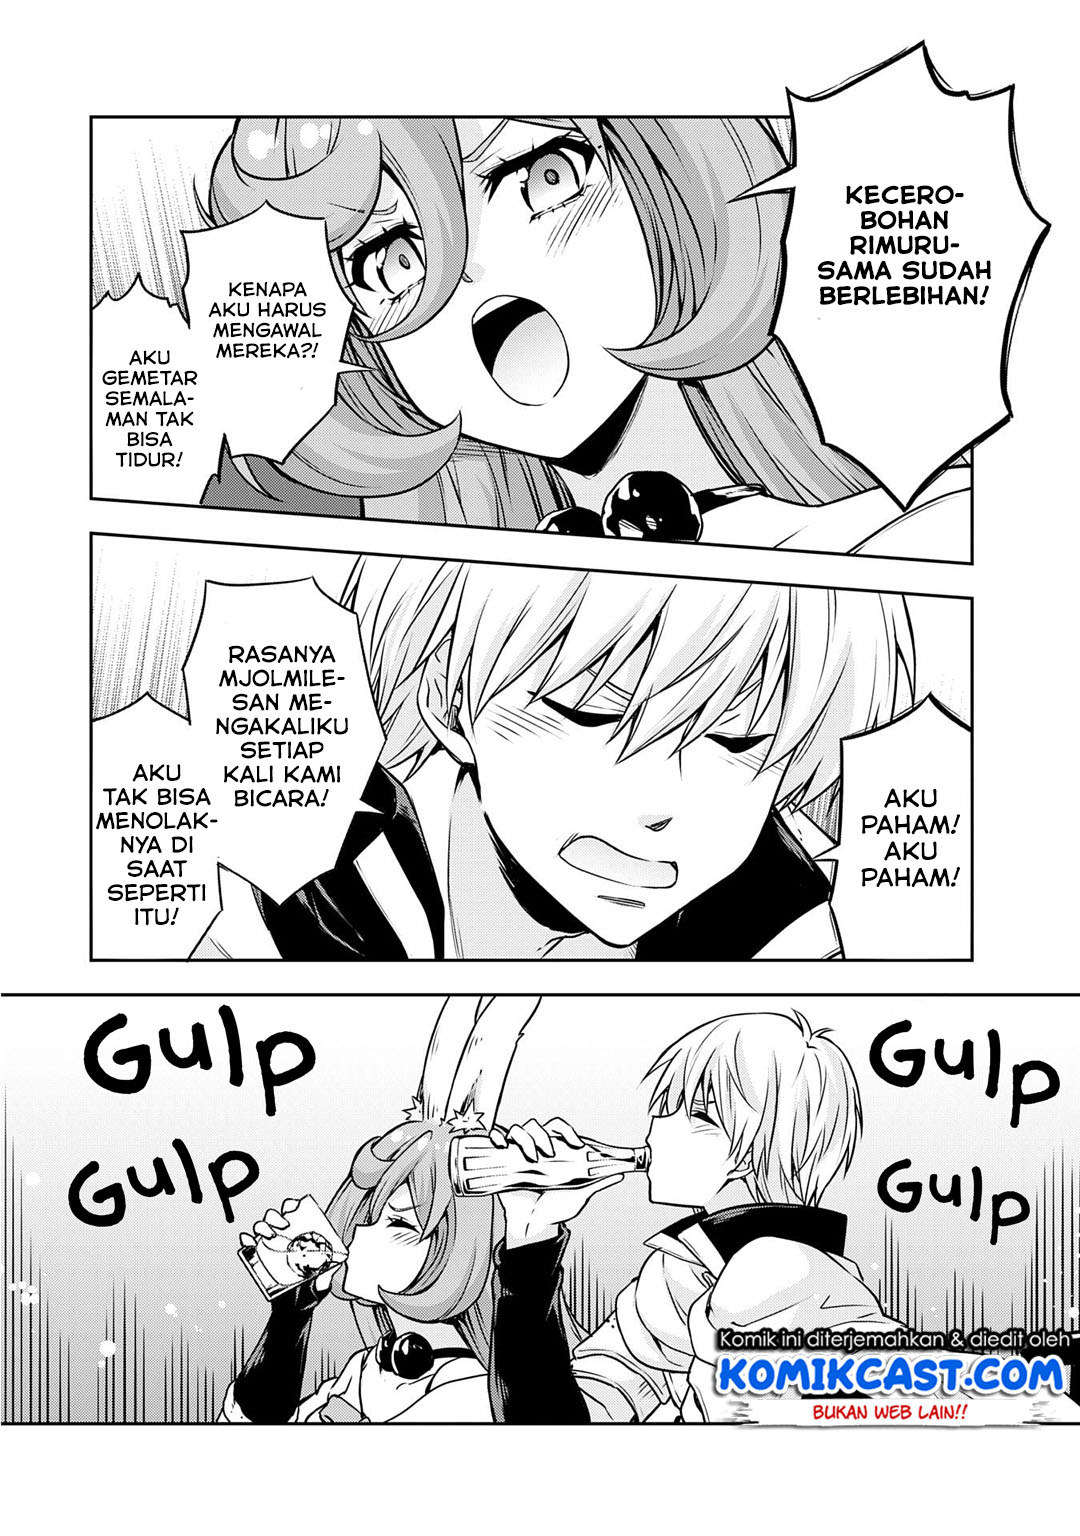 KECERO-
BOHAN
RIMURU-
SAMA SUDAH
BERLEBIHAN!
KENAPA
AKU HARUS
MENGAWAL
MEREKA?!
AKU
GEMETAR
SEMALA-
MAN TAK
BISA
TIDUR!
AKU
PAHAM!
AKU
PAHAM!
RASANYA
MJOLMILE-
SAN ME-
NGAKALIKU
SETIAP
KALI KAMI
BICARA!
AKU
TAK BISA
MENOLAK-
NYA DI
SAAT
SEPERTI
ITU!
Gulp
Gulp
Gulp
Gulp
Komik ini diterjemahkan & diedit oleh
KOMIKCAST.COM
BUKAN WEB LAIN!!